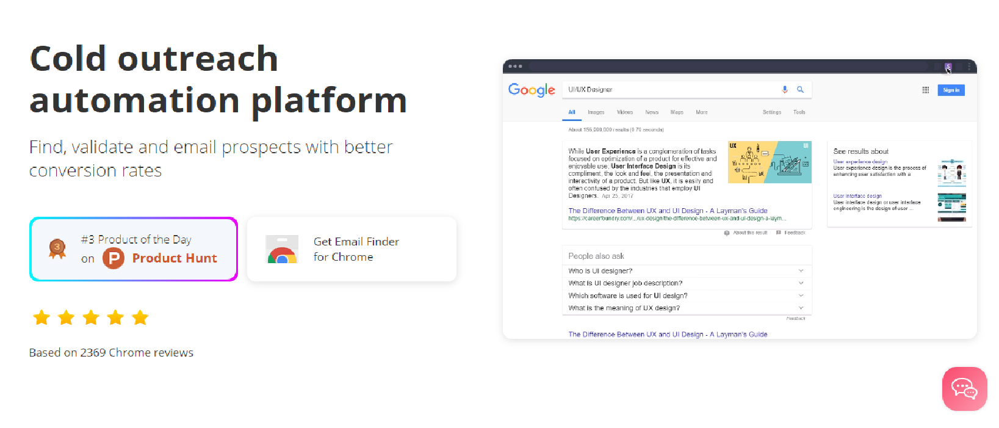 Cold outreach
automation platform
Find, validate and email prospects with better
conversion rates
#3 Product of the Day
on P Product Hunt
3
Get Email Finder
for Chrome
Based on 2369 Chrome reviews
Google
UI/UX Designer
Sign in
All Images Videos News Maps More Settings Tools
About 156,000,000 results (0.70 seconds)
While User Experience is a conglomeration of tasks
focused on optimization of a product for effective and
enjoyable use; User Interface Design is its
compliment, the look and feel, the presentation and
interactivity of a product. But like UX, it is easily and
often confused by the industries that employ UI
Designers. Apr 25, 2017
UX UI
The Difference Between UX and UI Design - A Layman's Guide
https://careerfoundry.com/.../ux-design/the-difference-between-ux-and-ui-design-a-laym...
About this result Feedback
See results about
User experience design
User experience design is the process of
enhancing user satisfaction with a ...
User interface design
User interface design or user interface
engineering is the design of user ...
People also ask
Who is UI designer?
What is UI designer job description?
Which software is used for UI design?
What is the meaning of UX design?
Feedback
The Difference Between UX and UI Design - A Layman's Guide